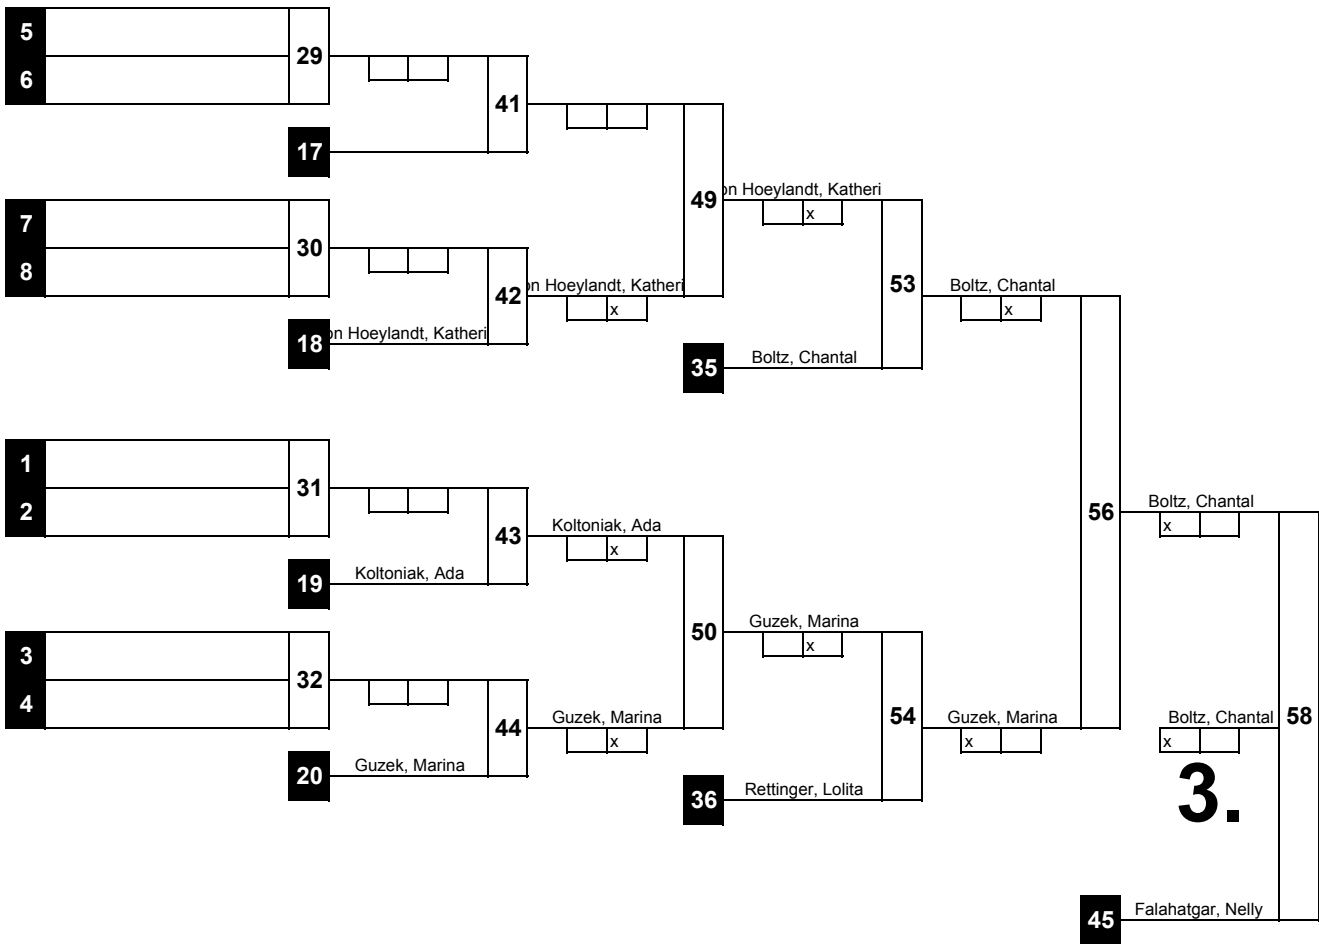 5
29
6
41
17
on Hoeylandt, Katheri
49
x
7
30
8
on Hoeylandt, Katheri
42
x
53
Boltz, Chantal
x
18
on Hoeylandt, Katheri
35
Boltz, Chantal
1
31
2
43
Koltoniak, Ada
x
56
Boltz, Chantal
x
19
Koltoniak, Ada
50
Guzek, Marina
x
3
32
4
44
Guzek, Marina
x
54
Guzek, Marina
x
Boltz, Chantal
x
58
20
Guzek, Marina
36
Rettinger, Lolita
3.
45
Falahatgar, Nelly